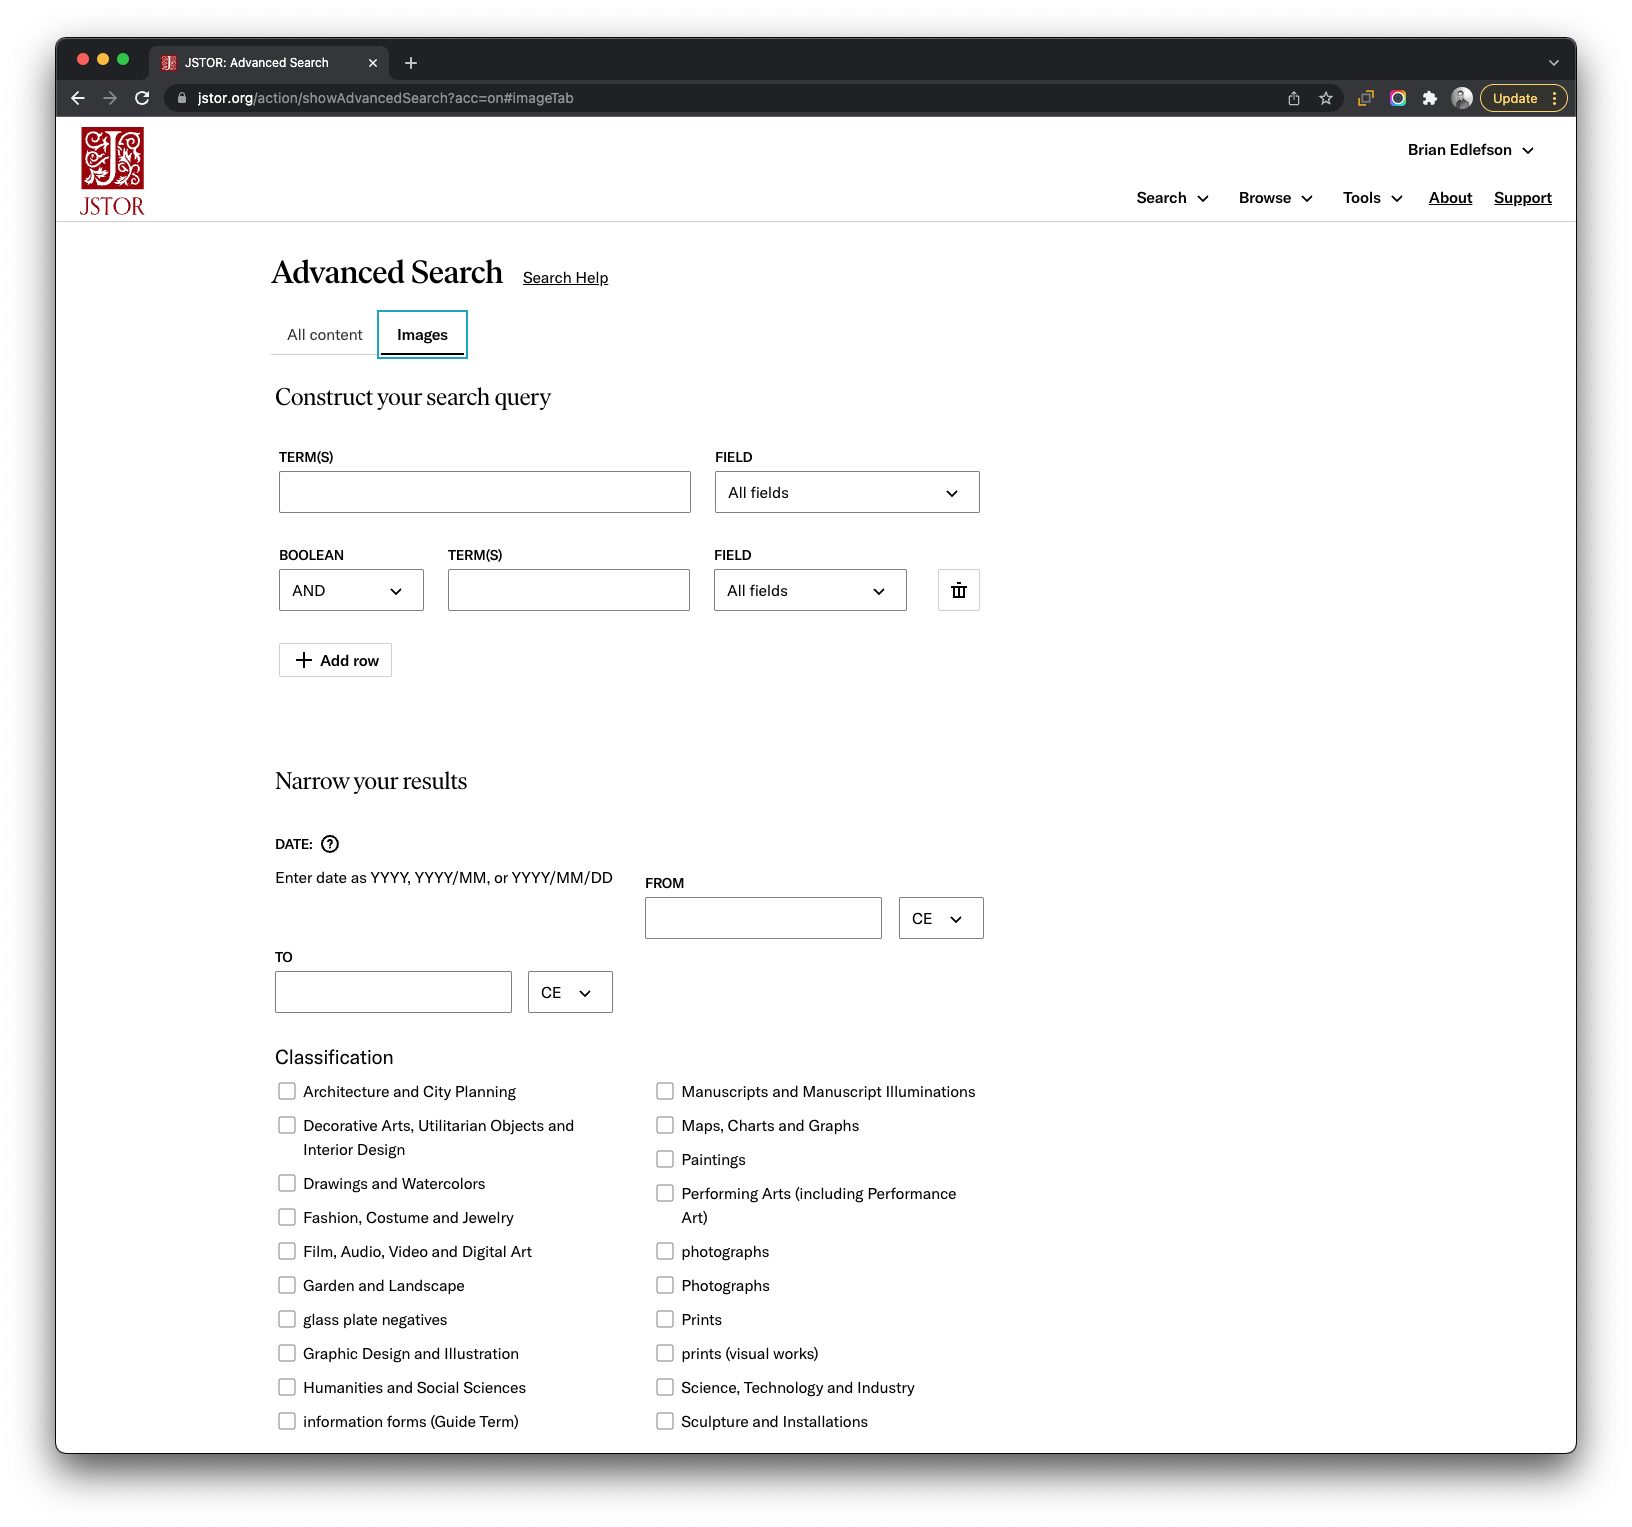 JSTOR: Advanced Search
jstor.org/action/showAdvancedSearch?acc=on#imageTab
Update
JSTOR
Brian Edlefson
Search
Browse
Tools
About
Support
Advanced Search
Search Help
All content
Images
Construct your search query
TERM(S)
FIELD
All fields
BOOLEAN
TERM(S)
FIELD
AND
All fields
Add row
Narrow your results
DATE:
Enter date as YYYY, YYYY/MM, or YYYY/MM/DD
FROM
CE
TO
CE
Classification
Architecture and City Planning
Decorative Arts, Utilitarian Objects and
Interior Design
Drawings and Watercolors
Fashion, Costume and Jewelry
Film, Audio, Video and Digital Art
Garden and Landscape
glass plate negatives
Graphic Design and Illustration
Humanities and Social Sciences
information forms (Guide Term)
Manuscripts and Manuscript Illuminations
Maps, Charts and Graphs
Paintings
Performing Arts (including Performance
Art)
photographs
Photographs
Prints
prints (visual works)
Science, Technology and Industry
Sculpture and Installations